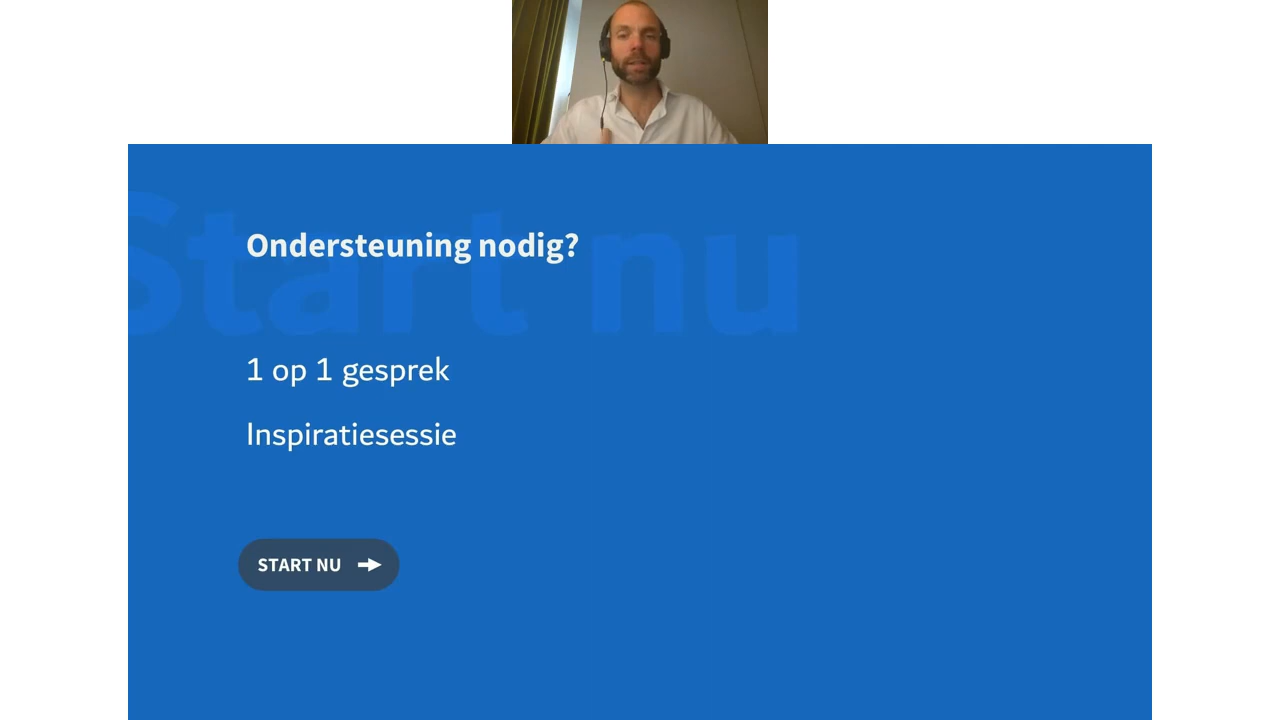 Start nu
Ondersteuning nodig?
1 op 1 gesprek
Inspiratiesessie
START NU